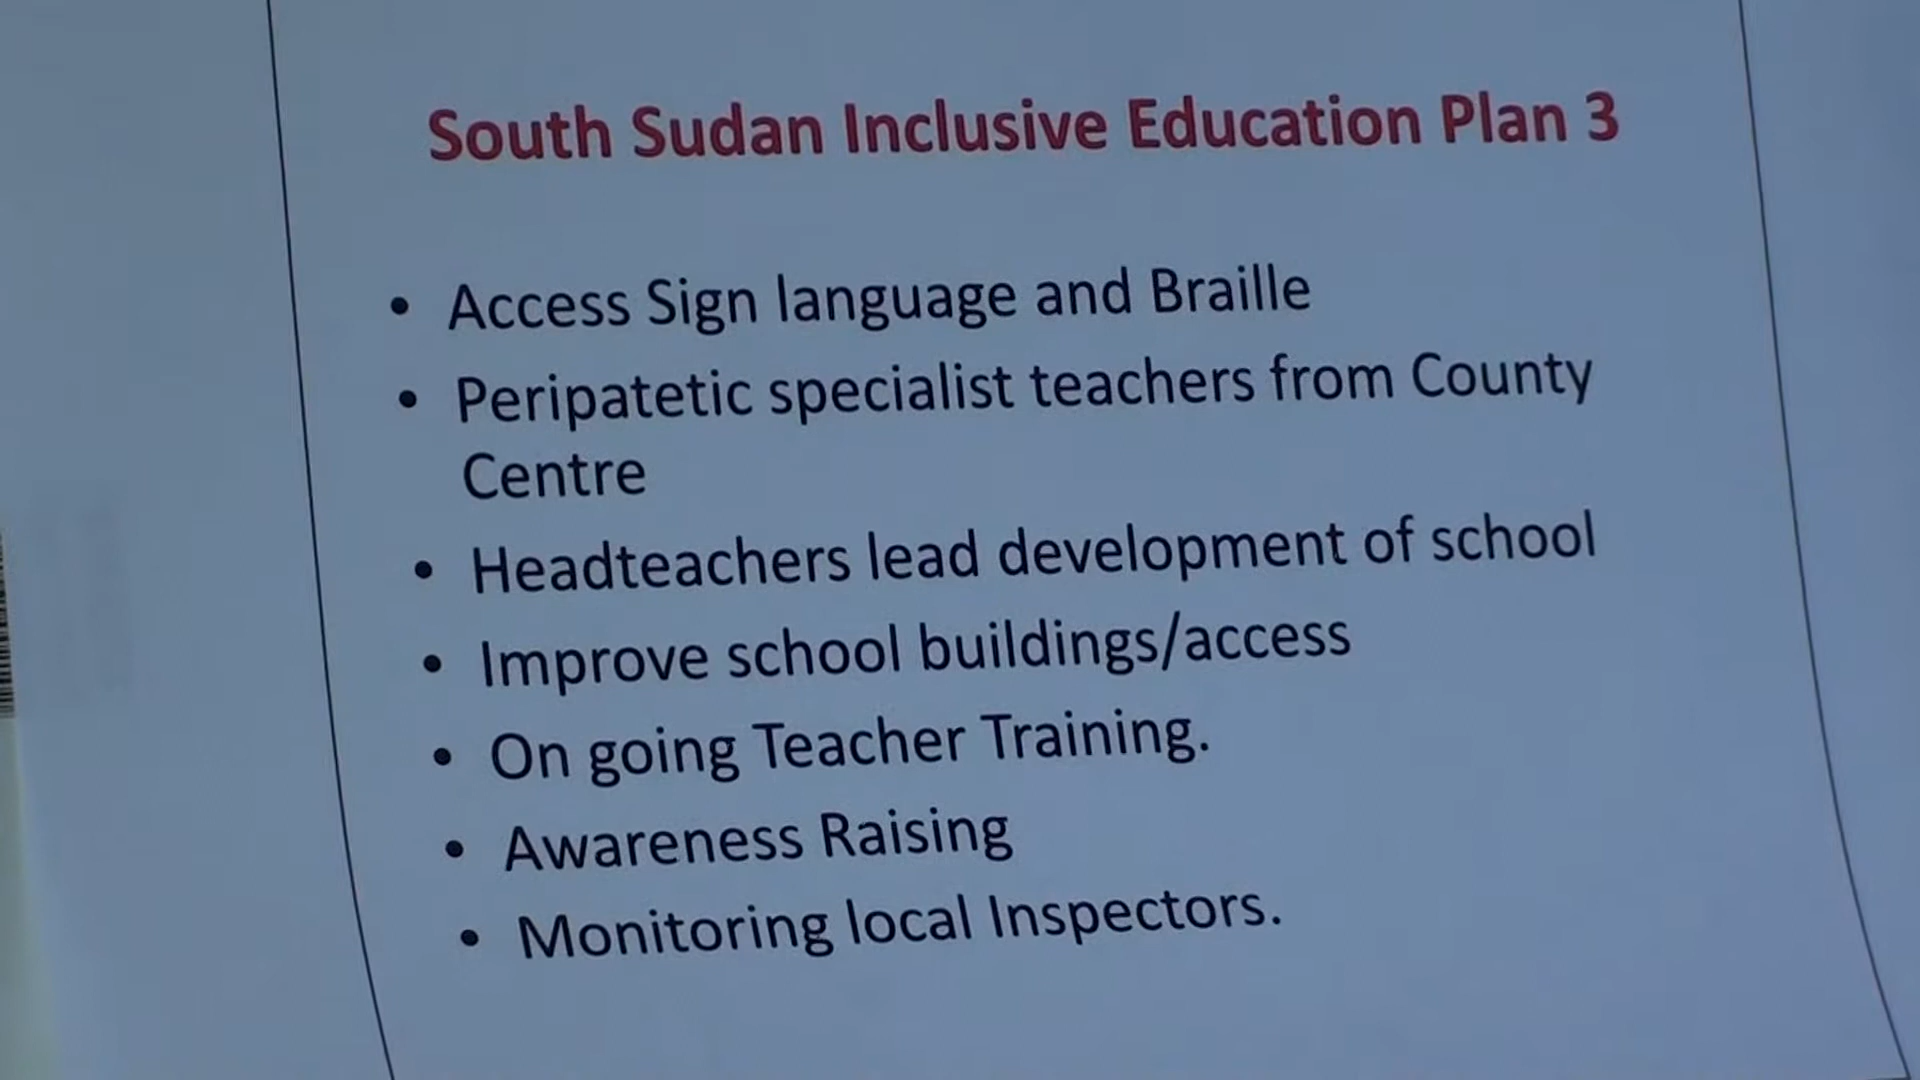 South Sudan Inclusive Education Plan 3
• Access Sign language and Braille
• Peripatetic specialist teachers from County
Centre
• Headteachers lead development of school
• Improve school buildings/access
• On going Teacher Training.
• Awareness Raising
• Monitoring local Inspectors.